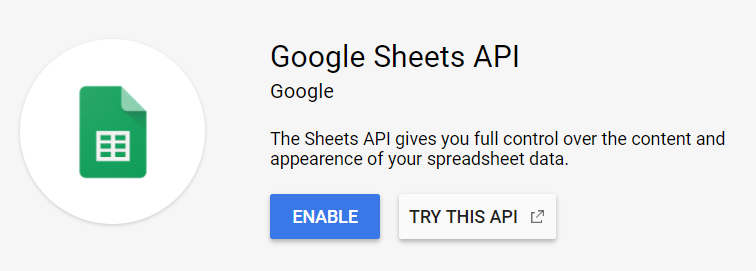 Google Sheets API
Google
The Sheets API gives you full control over the content and
appearence of your spreadsheet data.
ENABLE
TRY THIS API